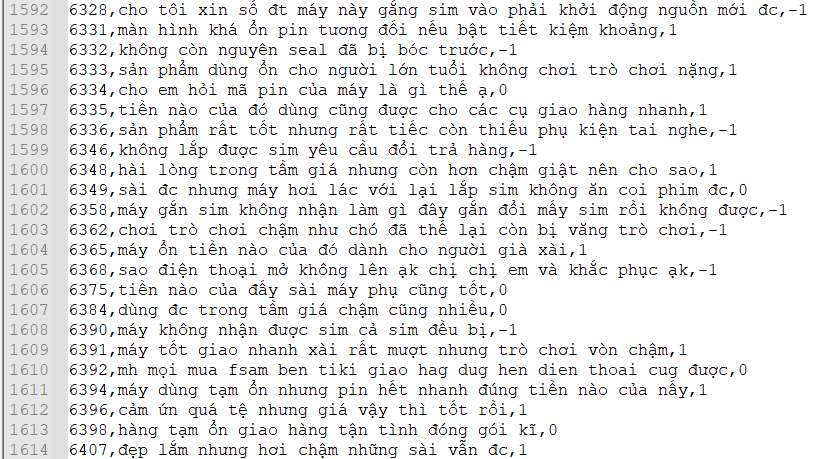 1592 6328,cho tôi xin số đt máy này gắng sim vào phải khởi động nguồn mới đc,-1
1593 6331,màn hình khá ổn pin tương đối nếu bật tiết kiệm khoảng,1
1594 6332,không còn nguyên seal đã bị bóc trước,-1
1595 6333,sản phẩm dùng ổn cho người lớn tuổi không chơi trò chơi nặng,1
1596 6334,cho em hỏi mã pin của máy là gì thế ạ,0
1597 6335,tiền nào của đó dùng cũng được cho các cụ giao hàng nhanh,1
1598 6336,sản phẩm rất tốt nhưng rất tiếc còn thiếu phụ kiện tai nghe,-1
1599 6346,không lắp được sim yêu cầu đổi trả hàng,-1
1600 6348,hài lòng trong tầm giá nhưng còn hơn chậm giật nên cho sao,1
1601 6349,sài đc nhưng máy hơi lác với lại lắp sim không ăn coi phim đc,0
1602 6358,máy gắn sim không nhận làm gì đây gắn đổi mấy sim rồi không được,-1
1603 6362,chơi trò chơi chậm như chó đã thế lại còn bị văng trò chơi,-1
1604 6365,máy ổn tiền nào của đó dành cho người già xài,1
1605 6368,sao điện thoại mở không lên ạk chị chị em và khắc phục ạk,-1
1606 6375,tiền nào của đấy sài máy phụ cũng tốt,0
1607 6384,dùng đc trong tầm giá chậm cũng nhiều,0
1608 6390,máy không nhận được sim cả sim đều bị,-1
1609 6391,máy tốt giao nhanh xài rất mượt nhưng trò chơi vòn chậm,1
1610 6392,mh mọi mua fsam ben tiki giao hag dug hen dien thoai cug được,0
1611 6394,máy dùng tạm ổn nhưng pin hết nhanh đúng tiền nào của nấy,1
1612 6396,cảm ứn quá tệ nhưng giá vậy thì tốt rồi,1
1613 6398,hàng tạm ổn giao hàng tận tình đóng gói kĩ,0
1614 6407,đẹp lắm nhưng hơi chậm những sài vẫn đc,1